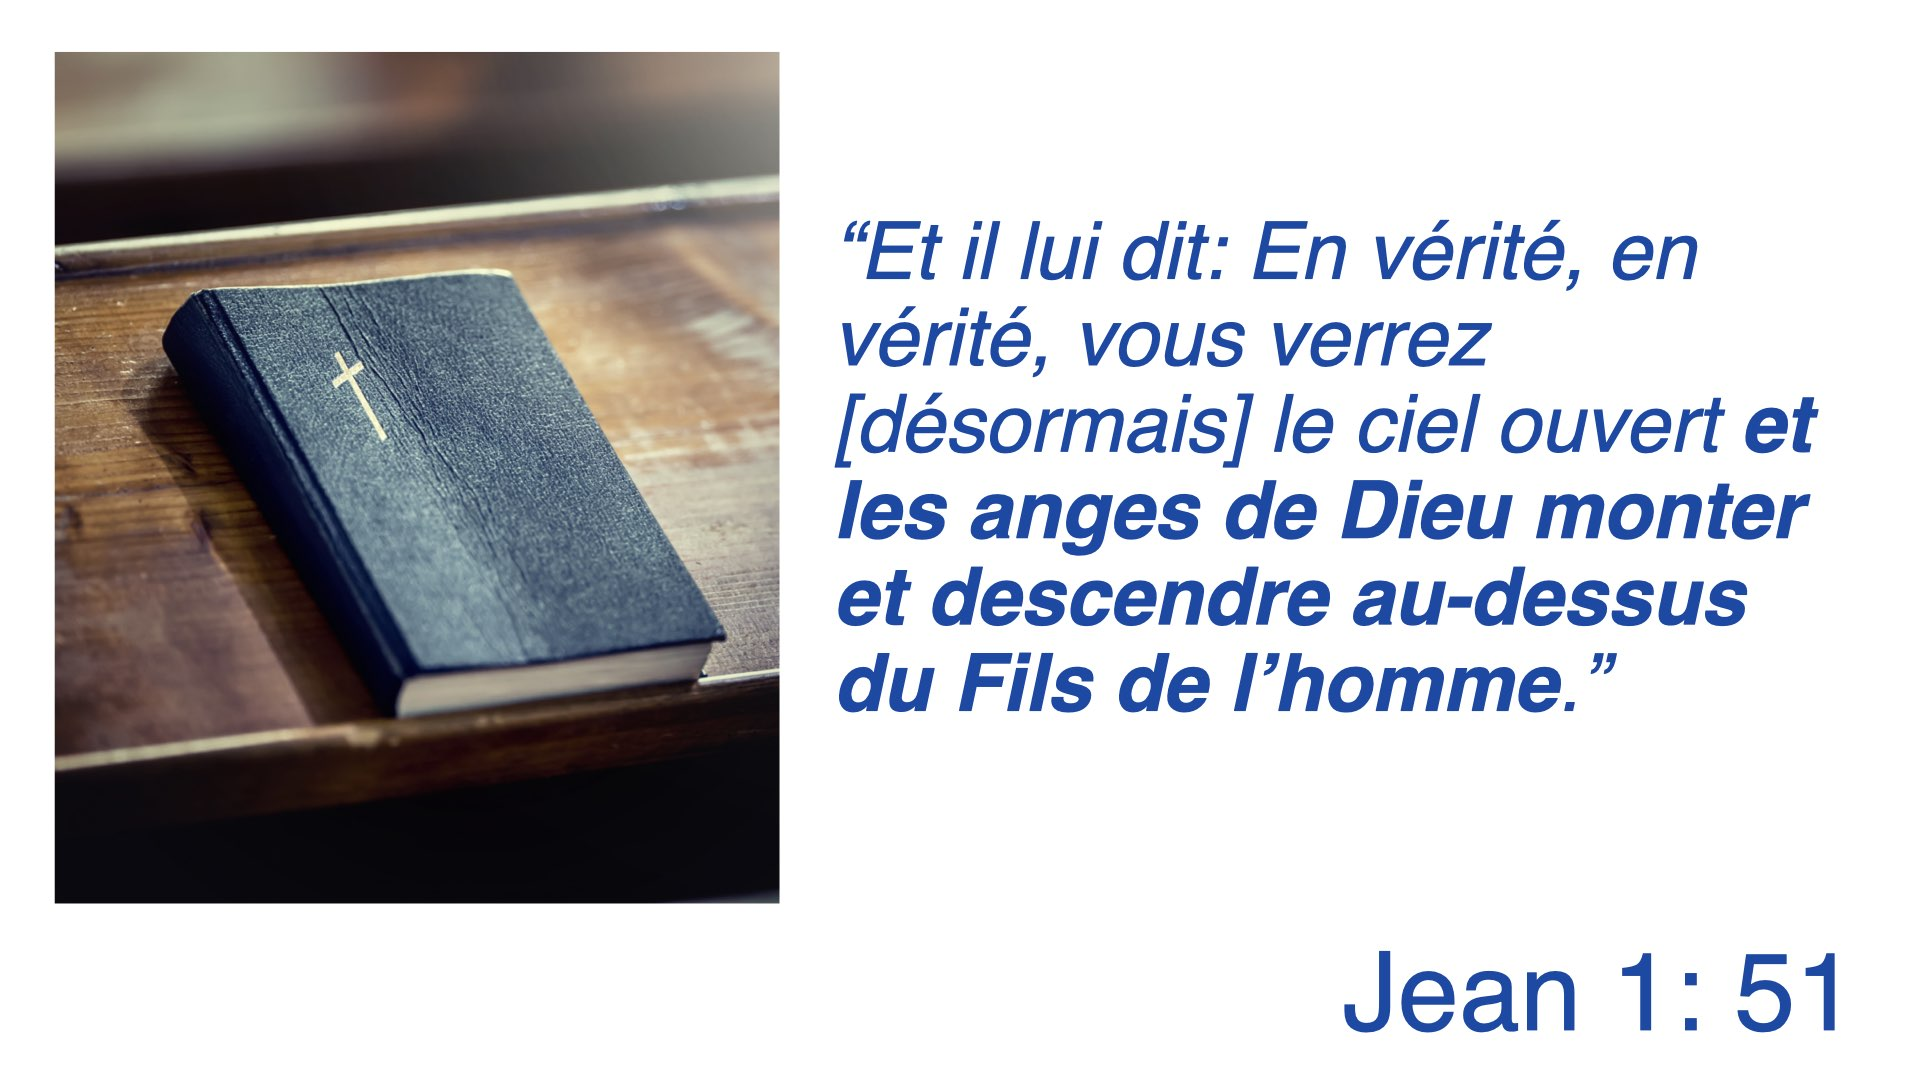 “Et il lui dit: En vérité, en
vérité, vous verrez
[désormais] le ciel ouvert et
les anges de Dieu monter
et descendre au-dessus
du Fils de l’homme.”
Jean 1: 51